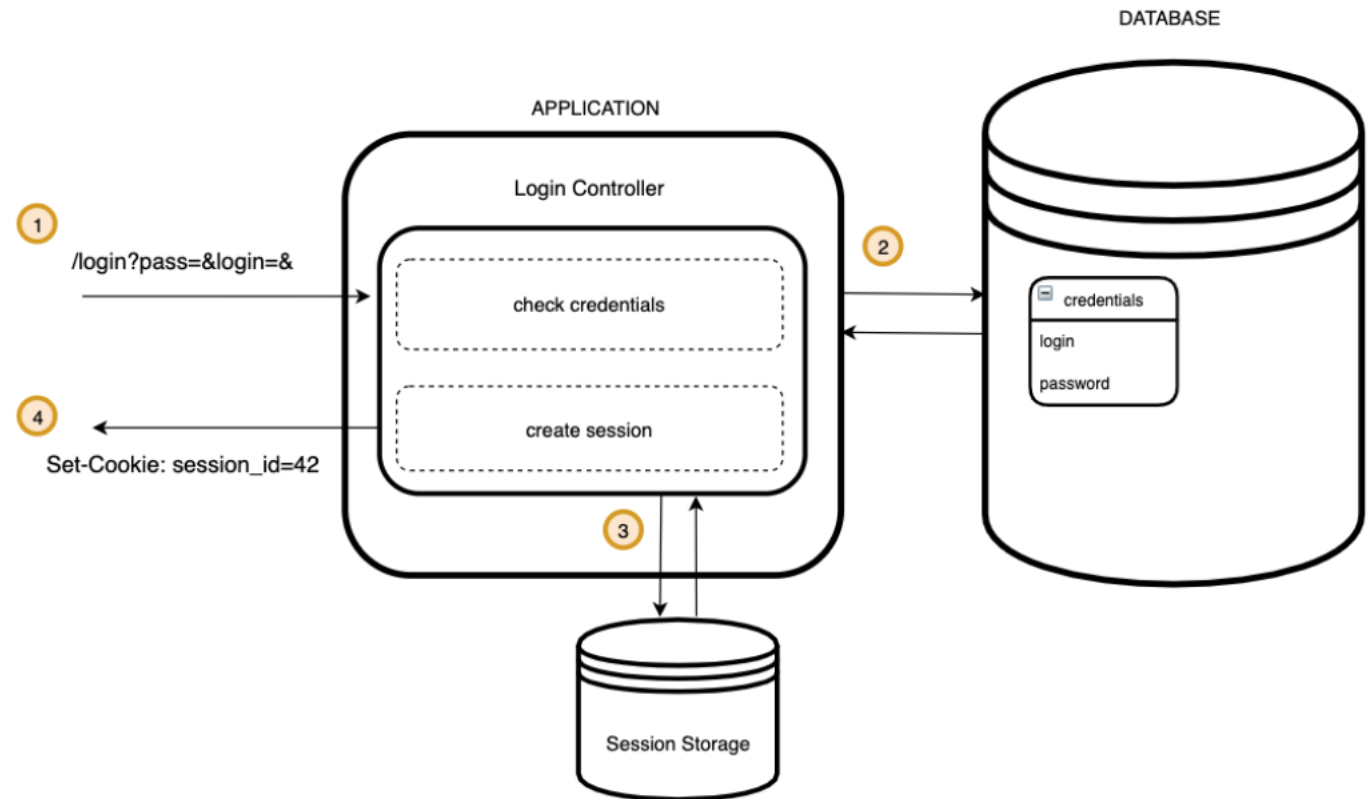 DATABASE
APPLICATION
Login Controller
1
/login?pass=&login=&
check credentials
2
credentials
login
password
4
create session
Set-Cookie: session_id=42
3
Session Storage